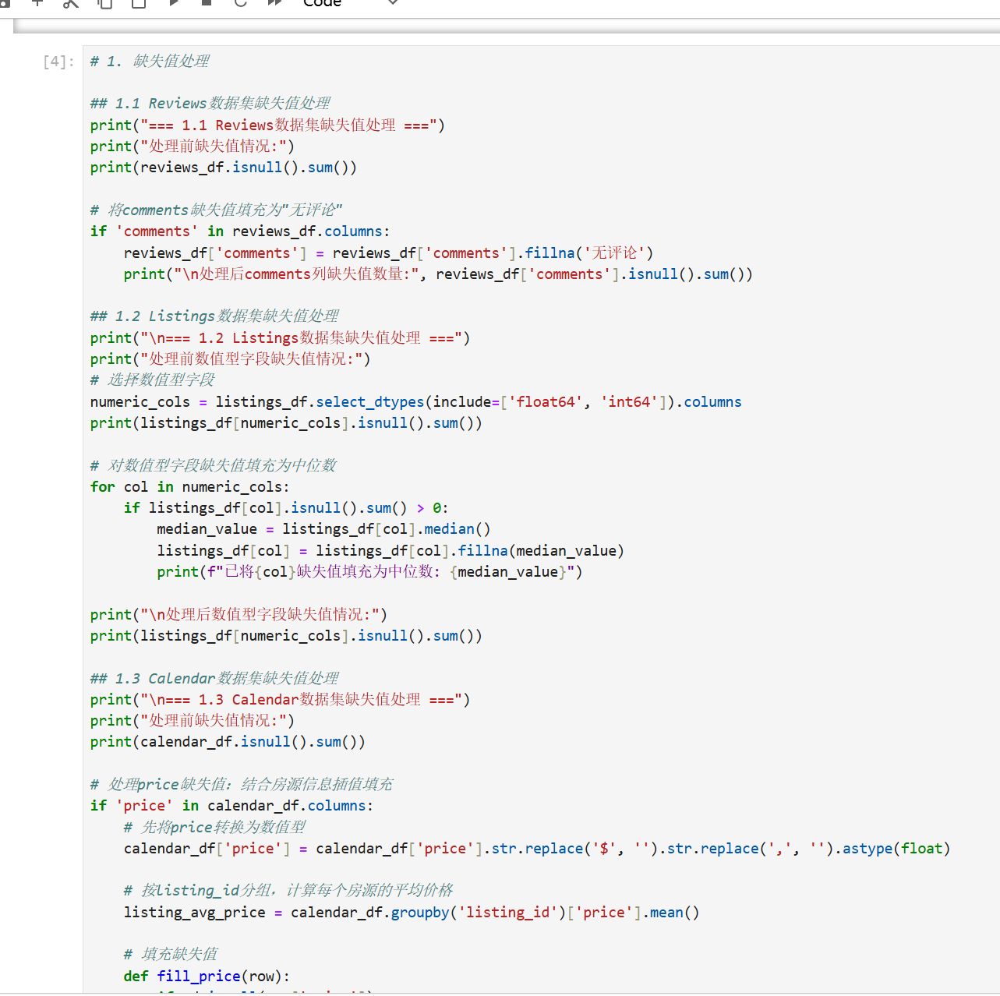 Code
[4]:
# 1. 缺失值处理
## 1.1 Reviews数据集缺失值处理
print("=== 1.1 Reviews数据集缺失值处理 ===")
print("处理前缺失值情况:")
print(reviews_df.isnull().sum())
# 将comments缺失值填充为"无评论"
if 'comments' in reviews_df.columns:
    reviews_df['comments'] = reviews_df['comments'].fillna('无评论')
    print("\n处理后comments列缺失值数量:", reviews_df['comments'].isnull().sum())
## 1.2 Listings数据集缺失值处理
print("\n=== 1.2 Listings数据集缺失值处理 ===")
print("处理前数值型字段缺失值情况:")
# 选择数值型字段
numeric_cols = listings_df.select_dtypes(include=['float64', 'int64']).columns
print(listings_df[numeric_cols].isnull().sum())
# 对数值型字段缺失值填充为中位数
for col in numeric_cols:
    if listings_df[col].isnull().sum() > 0:
        median_value = listings_df[col].median()
        listings_df[col] = listings_df[col].fillna(median_value)
        print(f"已将{col}缺失值填充为中位数: {median_value}")
print("\n处理后数值型字段缺失值情况:")
print(listings_df[numeric_cols].isnull().sum())
## 1.3 Calendar数据集缺失值处理
print("\n=== 1.3 Calendar数据集缺失值处理 ===")
print("处理前缺失值情况:")
print(calendar_df.isnull().sum())
# 处理price缺失值：结合房源信息插值填充
if 'price' in calendar_df.columns:
    # 先将price转换为数值型
    calendar_df['price'] = calendar_df['price'].str.replace('$', '').str.replace(',', '').astype(float)
    # 按listing_id分组，计算每个房源的平均价格
    listing_avg_price = calendar_df.groupby('listing_id')['price'].mean()
    # 填充缺失值
    def fill_price(row):